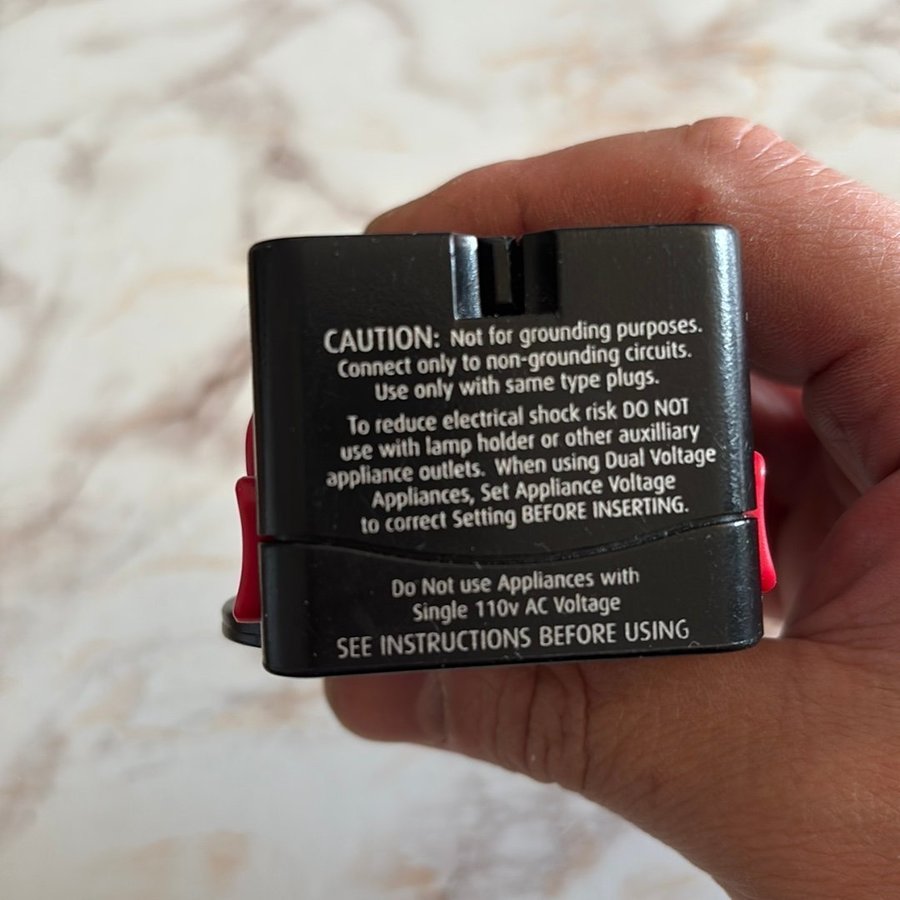 CAUTION: Not for grounding purposes.
Connect only to non-grounding circuits.
Use only with same type plugs.
To reduce electrical shock risk DO NOT
use with lamp holder or other auxilliary
appliance outlets. When using Dual Voltage
Appliances, Set Appliance Voltage
to correct Setting BEFORE INSERTING.
Do Not use Appliances with
Single 110v AC Voltage
SEE INSTRUCTIONS BEFORE USING